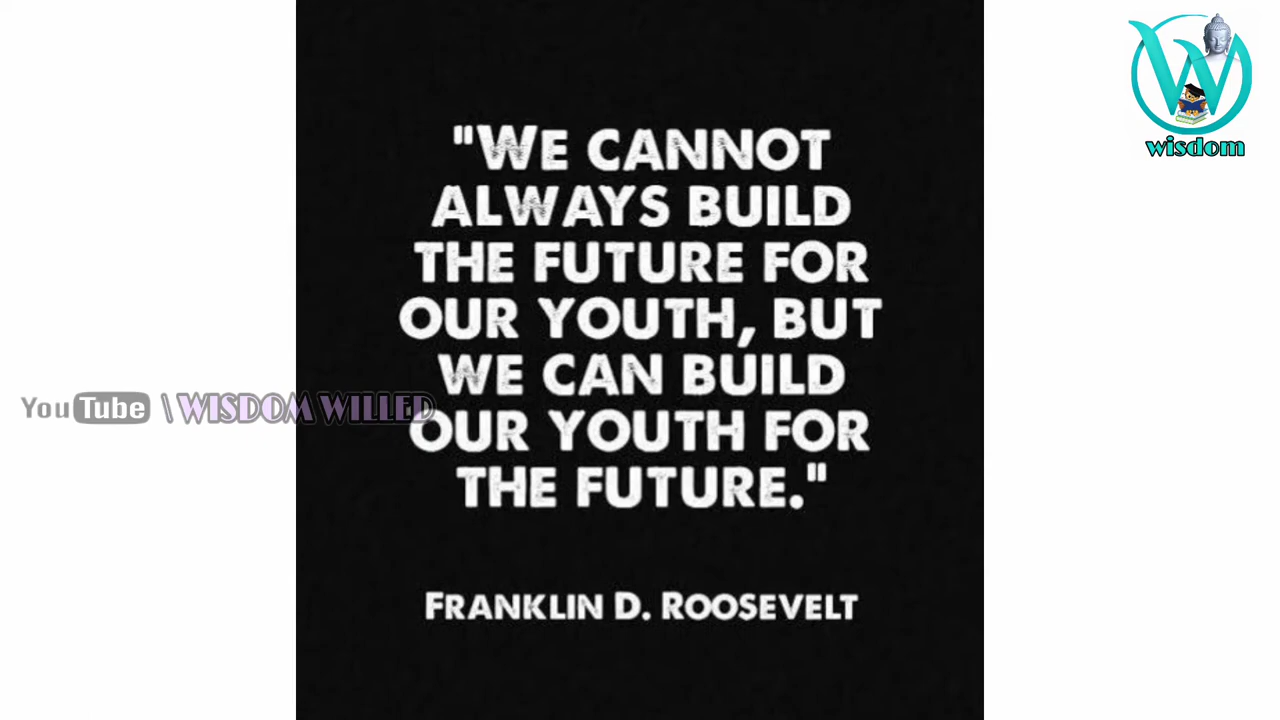 "WE CANNOT
ALWAYS BUILD
THE FUTURE FOR
OUR YOUTH, BUT
WE CAN BUILD
OUR YOUTH FOR
THE FUTURE."
FRANKLIN D. ROOSEVELT
YouTube \ WISDOM WILLED
W
wisdom